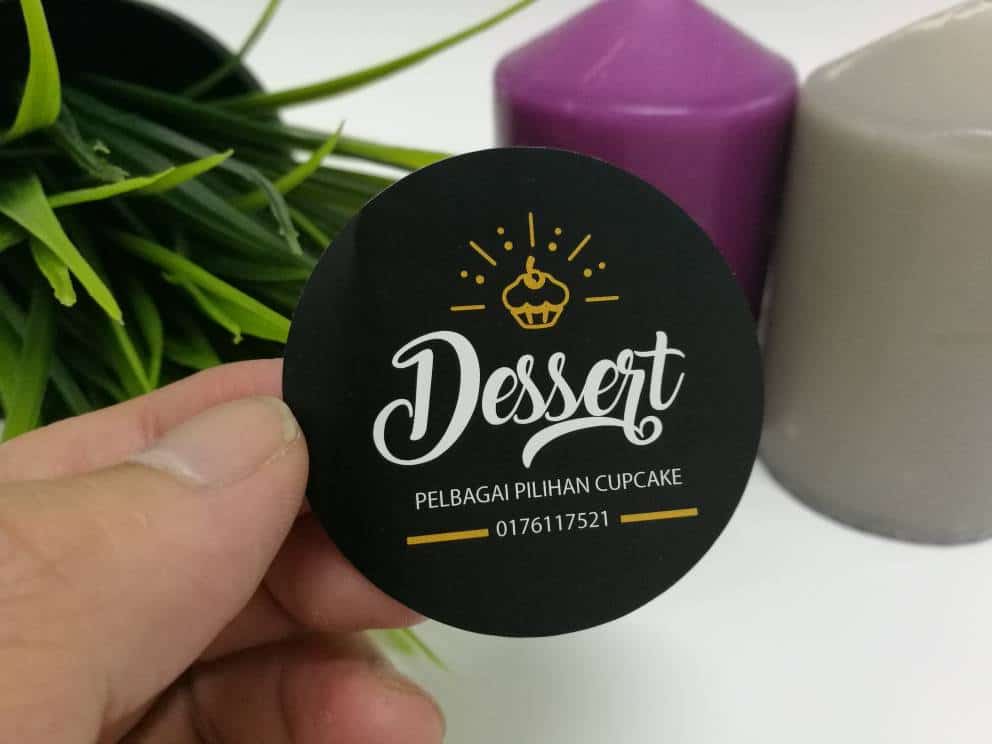 Dessert
PELBAGAI PILIHAN CUPCAKE
0176117521